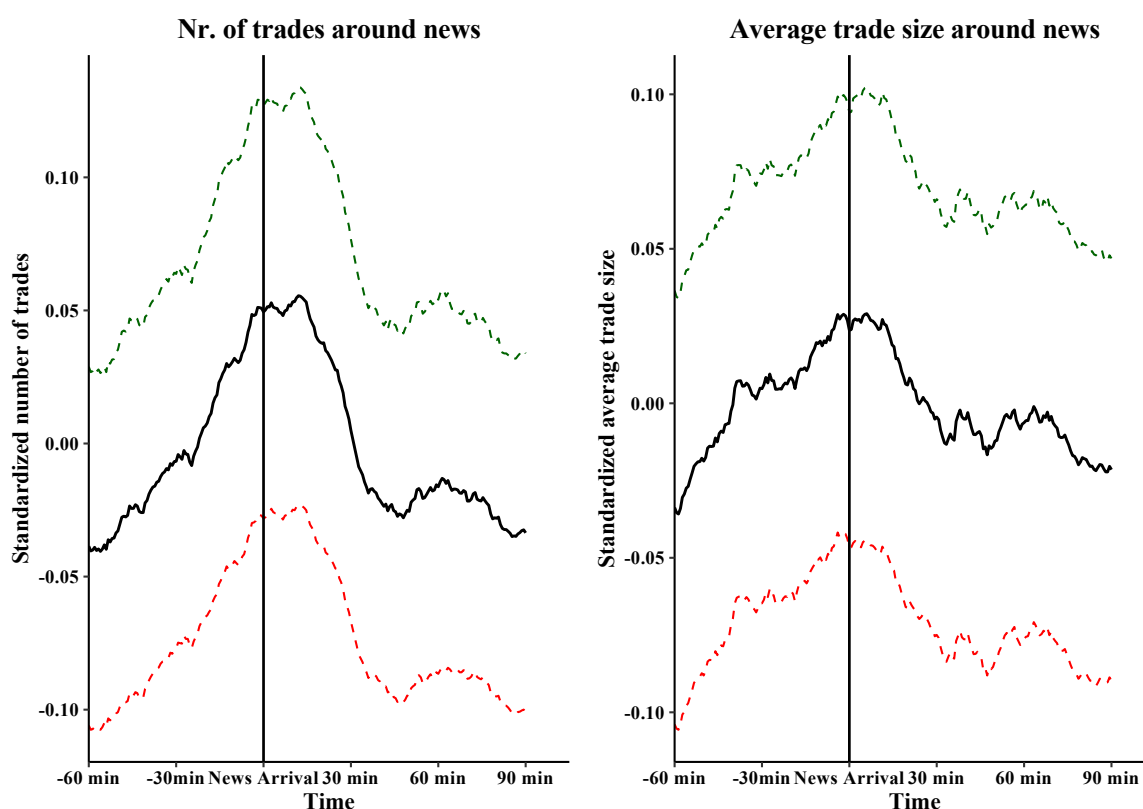 Nr. of trades around news
Standardized number of trades
0.10
0.05
0.00
-0.05
-0.10
-60 min -30min News Arrival 30 min 60 min 90 min
Time
Average trade size around news
Standardized average trade size
0.10
0.05
0.00
-0.05
-0.10
-60 min -30min News Arrival 30 min 60 min 90 min
Time